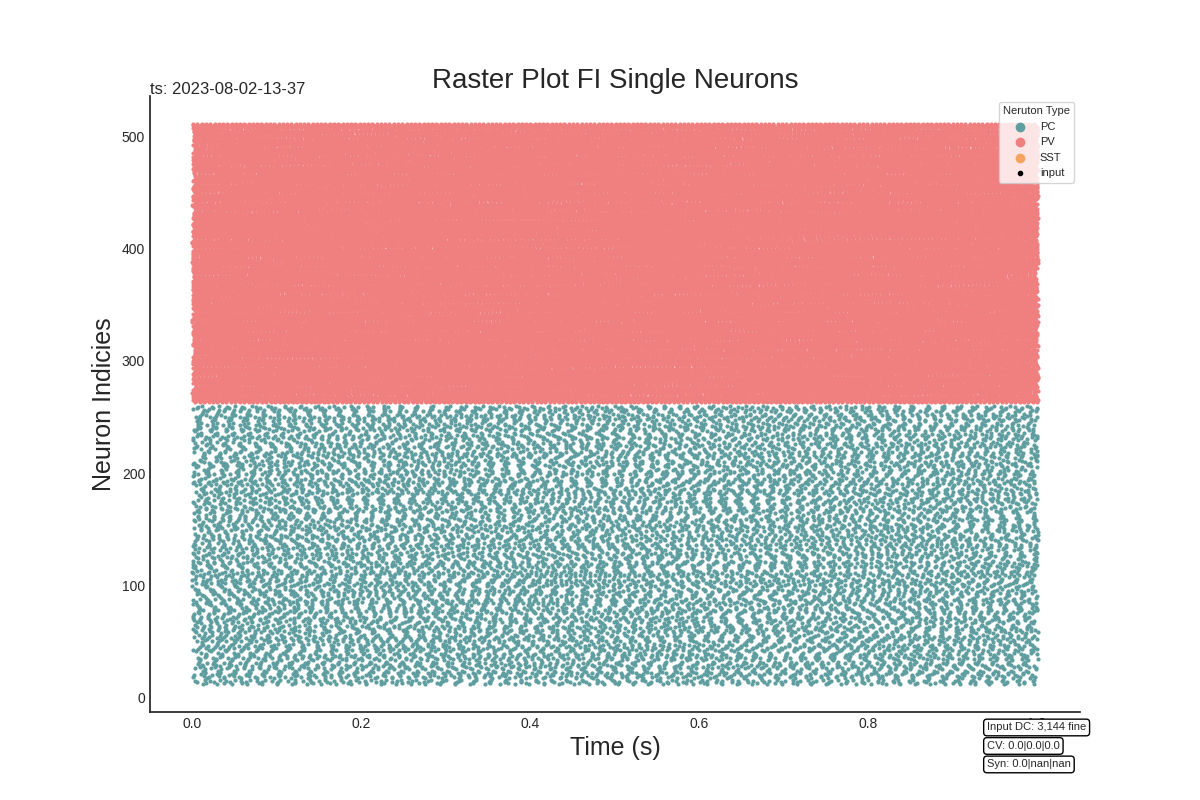 Raster Plot FI Single Neurons
ts: 2023-08-02-13-37
Neruton Type
PC
PV
SST
input
Neuron Indicies
500
400
300
200
100
0
0.0
0.2
0.4
0.6
0.8
Time (s)
Input DC: 3,144 fine
CV: 0.0|0.0|0.0
Syn: 0.0|nan|nan